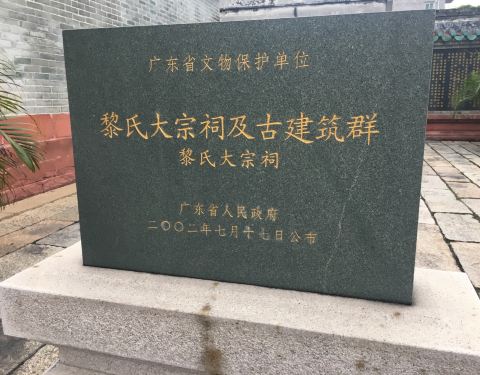 广东省文物保护单位
黎氏大宗祠及古建筑群
黎氏大宗祠
广东省人民政府
二〇〇二年七月十七日公布